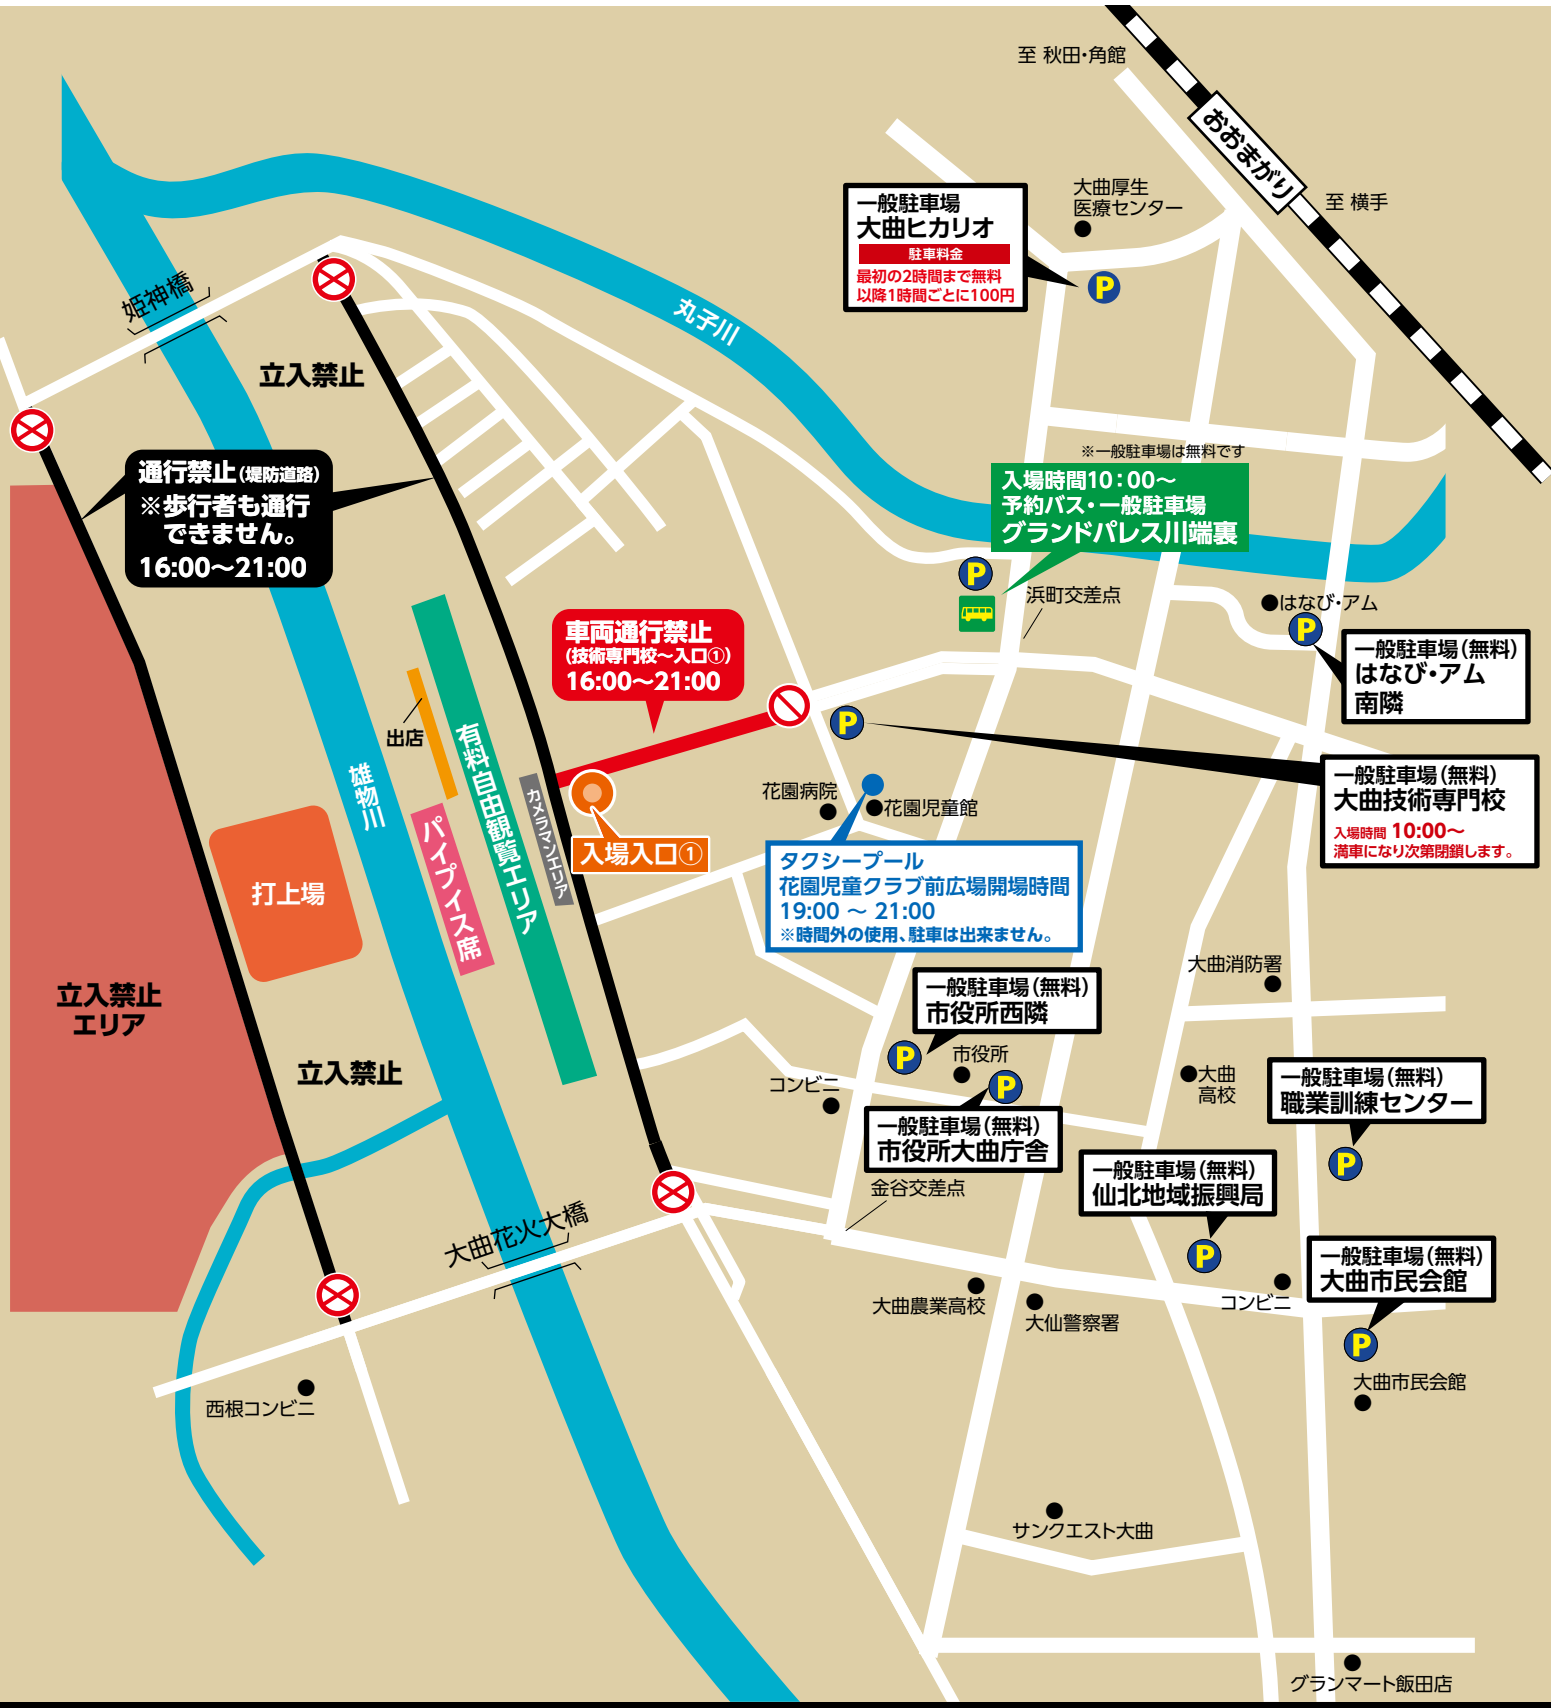 至 秋田・角館
おおまがり
至 横手
大曲厚生
医療センター
一般駐車場
大曲ヒカリオ
駐車料金
最初の2時間まで無料
以降1時間ごとに100円
P
姫神橋
丸子川
立入禁止
通行禁止(堤防道路)
※歩行者も通行
できません。
16:00〜21:00
※一般駐車場は無料です
入場時間10:00〜
予約バス・一般駐車場
グランドパレス川端裏
P
浜町交差点
はなび・アム
P
一般駐車場(無料)
はなび・アム
南隣
車両通行禁止
(技術専門校〜入口①)
16:00〜21:00
出店
有料自由観覧エリア
雄物川
カメラマンエリア
パイプイス席
P
一般駐車場(無料)
大曲技術専門校
入場時間 10:00〜
満車になり次第閉鎖します。
花園病院
花園児童館
入場入口①
タクシープール
花園児童クラブ前広場開場時間
19:00 〜 21:00
※時間外の使用、駐車は出来ません。
打上場
立入禁止
エリア
立入禁止
大曲消防署
一般駐車場(無料)
市役所西隣
P
市役所
P
コンビニ
一般駐車場(無料)
市役所大曲庁舎
大曲
高校
一般駐車場(無料)
職業訓練センター
P
金谷交差点
一般駐車場(無料)
仙北地域振興局
P
大曲花火大橋
一般駐車場(無料)
大曲市民会館
P
大曲農業高校
大仙警察署
コンビニ
大曲市民会館
西根コンビニ
サンクエスト大曲
グランマート飯田店